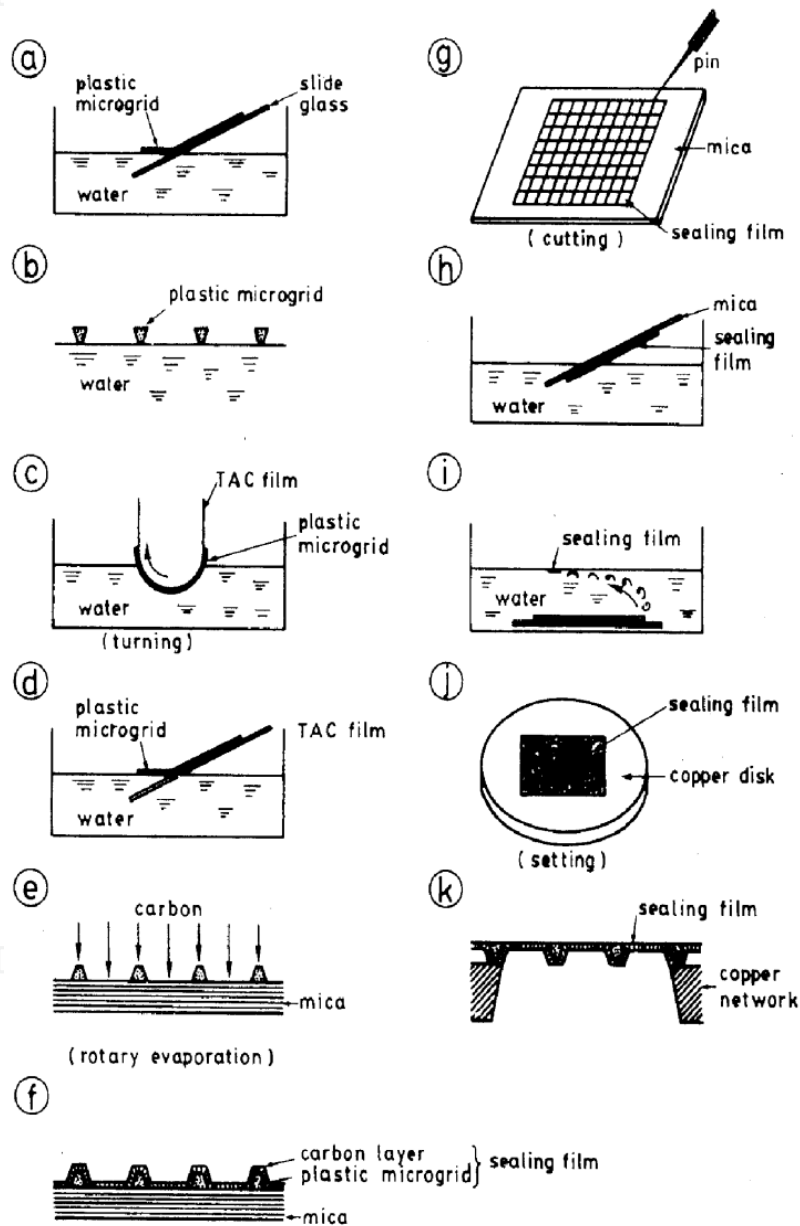 a
plastic
microgrid
slide
glass
water
b
plastic microgrid
water
c
TAC film
plastic
microgrid
water
(turning)
d
plastic
microgrid
TAC film
water
e
carbon
mica
(rotary evaporation)
f
carbon layer
plastic microgrid
sealing film
mica
g
pin
mica
sealing film
(cutting)
h
mica
sealing
film
water
i
sealing film
water
j
sealing film
copper disk
(setting)
k
sealing film
copper
network